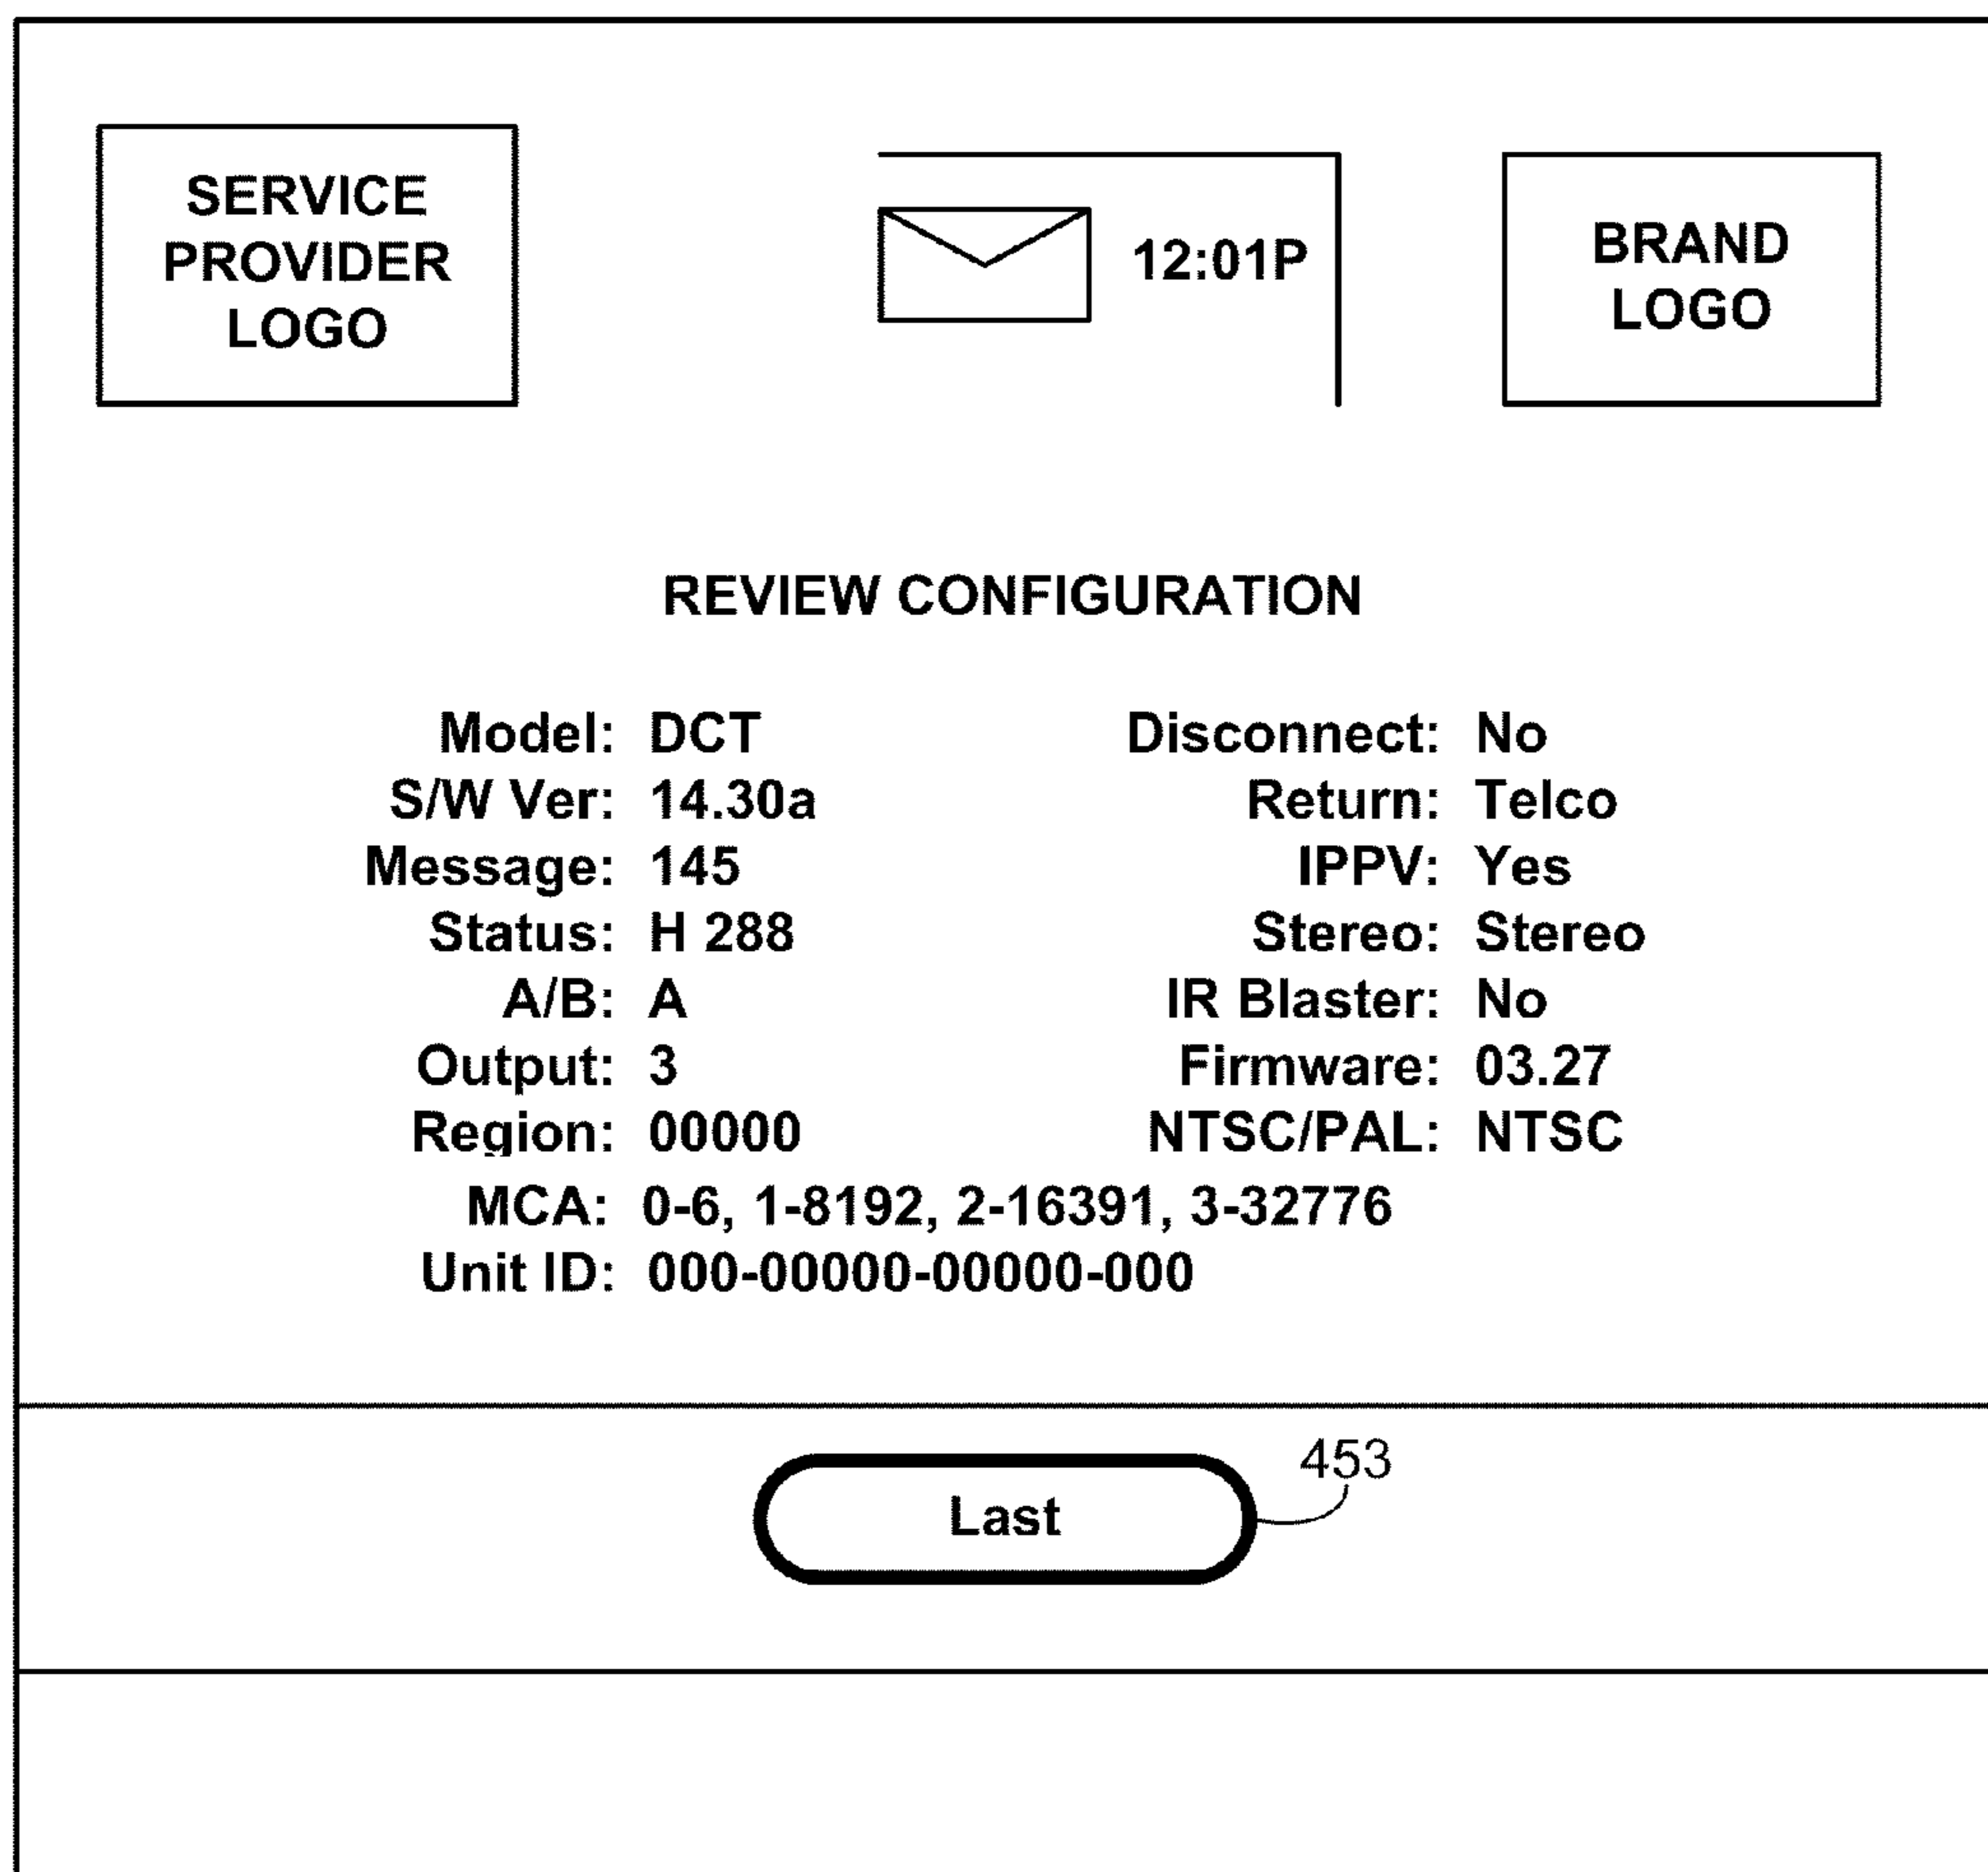 SERVICE
PROVIDER
LOGO
12:01P
BRAND
LOGO
REVIEW CONFIGURATION
Model: DCT
S/W Ver: 14.30a
Message: 145
Status: H 288
A/B: A
Output: 3
Region: 00000
Disconnect: No
Return: Telco
IPPV: Yes
Stereo: Stereo
IR Blaster: No
Firmware: 03.27
NTSC/PAL: NTSC
MCA: 0-6, 1-8192, 2-16391, 3-32776
Unit ID: 000-00000-00000-000
Last
453